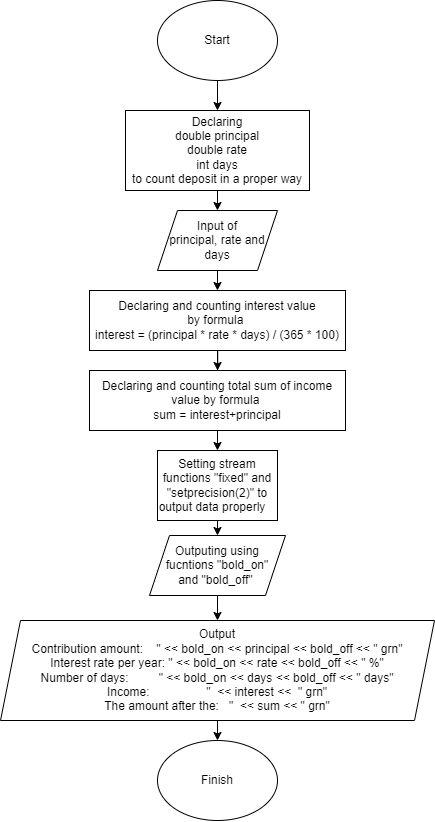 Start
Declaring
double principal
double rate
int days
to count deposit in a proper way
Input of
principal, rate and
days
Declaring and counting interest value
by formula
interest = (principal * rate * days) / (365 * 100)
Declaring and counting total sum of income
value by formula
sum = interest+principal
Setting stream
functions "fixed" and
"setprecision(2)" to
output data properly
Outputing using
fucntions "bold_on"
and "bold_off"
Output
Contribution amount: " << bold_on << principal << bold_off << " grn"
Interest rate per year: " << bold_on << rate << bold_off << " %"
Number of days: " << bold_on << days << bold_off << " days"
Income: " << interest << " grn"
The amount after the: " << sum << " grn"
Finish